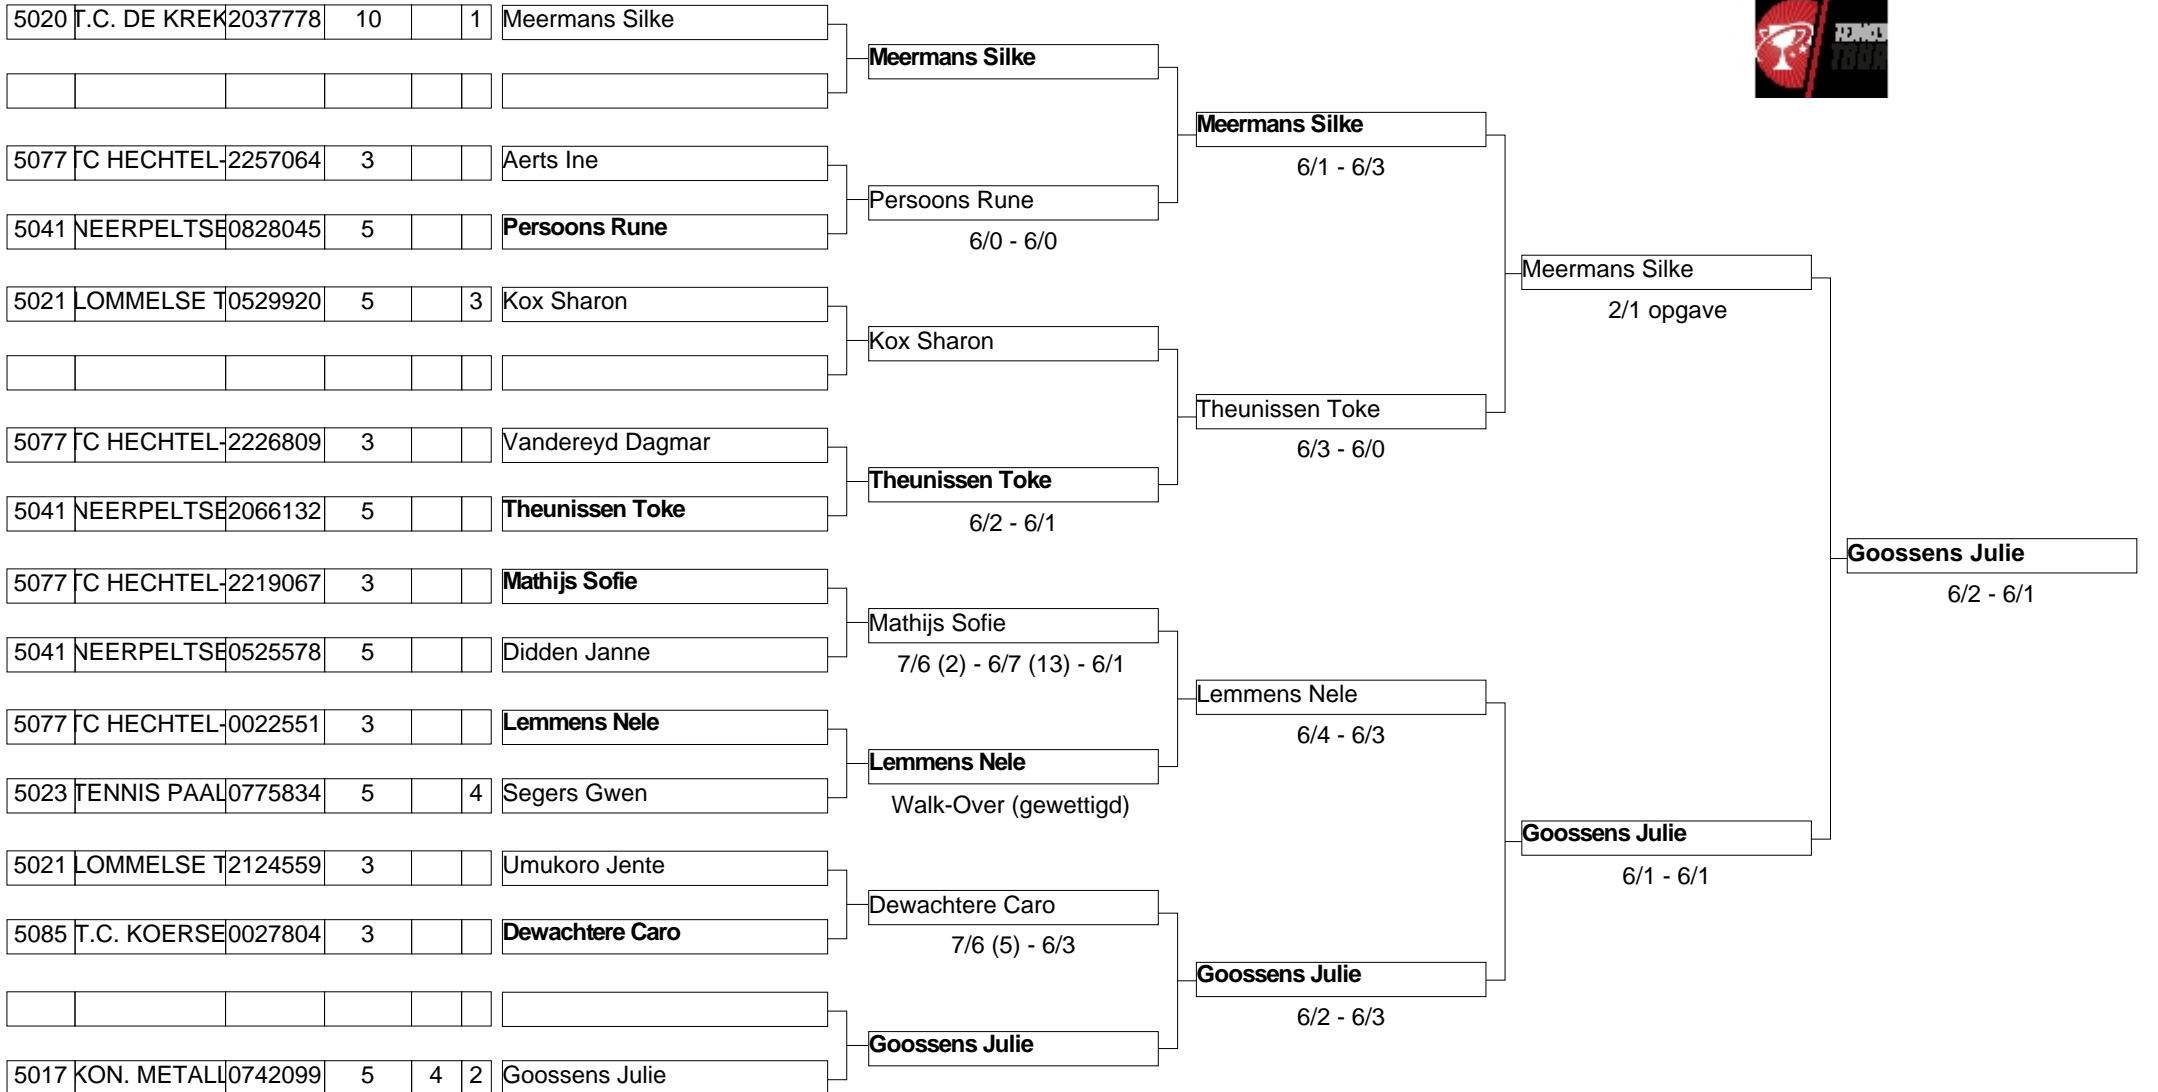 5020 T.C. DE KREK 2037778 10 1 Meermans Silke
Meermans Silke
Meermans Silke
6/1 - 6/3
5077 TC HECHTEL- 2257064 3 Aerts Ine
Persoons Rune
6/0 - 6/0
5041 NEERPELTSE 0828045 5 Persoons Rune
Meermans Silke
2/1 opgave
5021 LOMMELSE T 0529920 5 3 Kox Sharon
Kox Sharon
Theunissen Toke
6/3 - 6/0
5077 TC HECHTEL- 2226809 3 Vandereyd Dagmar
Theunissen Toke
6/2 - 6/1
5041 NEERPELTSE 2066132 5 Theunissen Toke
Goossens Julie
6/2 - 6/1
5077 TC HECHTEL- 2219067 3 Mathijs Sofie
Mathijs Sofie
7/6 (2) - 6/7 (13) - 6/1
5041 NEERPELTSE 0525578 5 Didden Janne
Lemmens Nele
6/4 - 6/3
5077 TC HECHTEL- 0022551 3 Lemmens Nele
Lemmens Nele
Walk-Over (gewettigd)
5023 TENNIS PAAL 0775834 5 4 Segers Gwen
Goossens Julie
6/1 - 6/1
5021 LOMMELSE T 2124559 3 Umukoro Jente
Dewachtere Caro
7/6 (5) - 6/3
5085 T.C. KOERSE 0027804 3 Dewachtere Caro
Goossens Julie
6/2 - 6/3
Goossens Julie
5017 KON. METALL 0742099 5 4 2 Goossens Julie